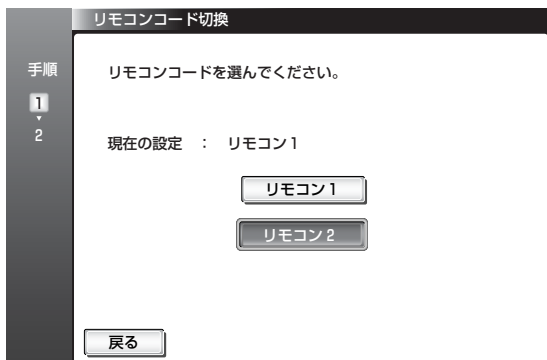 リモコンコード切換
手順
1
2
リモコンコードを選んでください。
現在の設定 : リモコン1
リモコン1
リモコン2
戻る